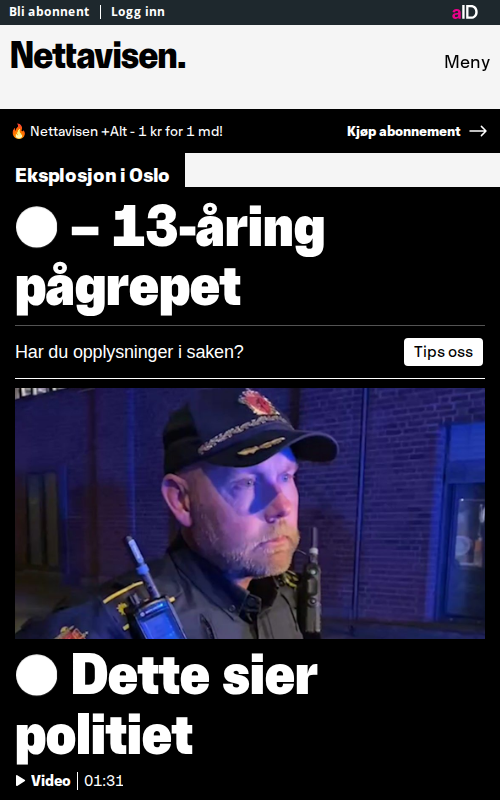 Bli abonnent | Logg inn
aID
Nettavisen.
Meny
🔥 Nettavisen +Alt - 1 kr for 1 md!
Kjøp abonnement →
Eksplosjon i Oslo
– 13-åring
pågrepet
Har du opplysninger i saken?
Tips oss
Dette sier
politiet
Video | 01:31